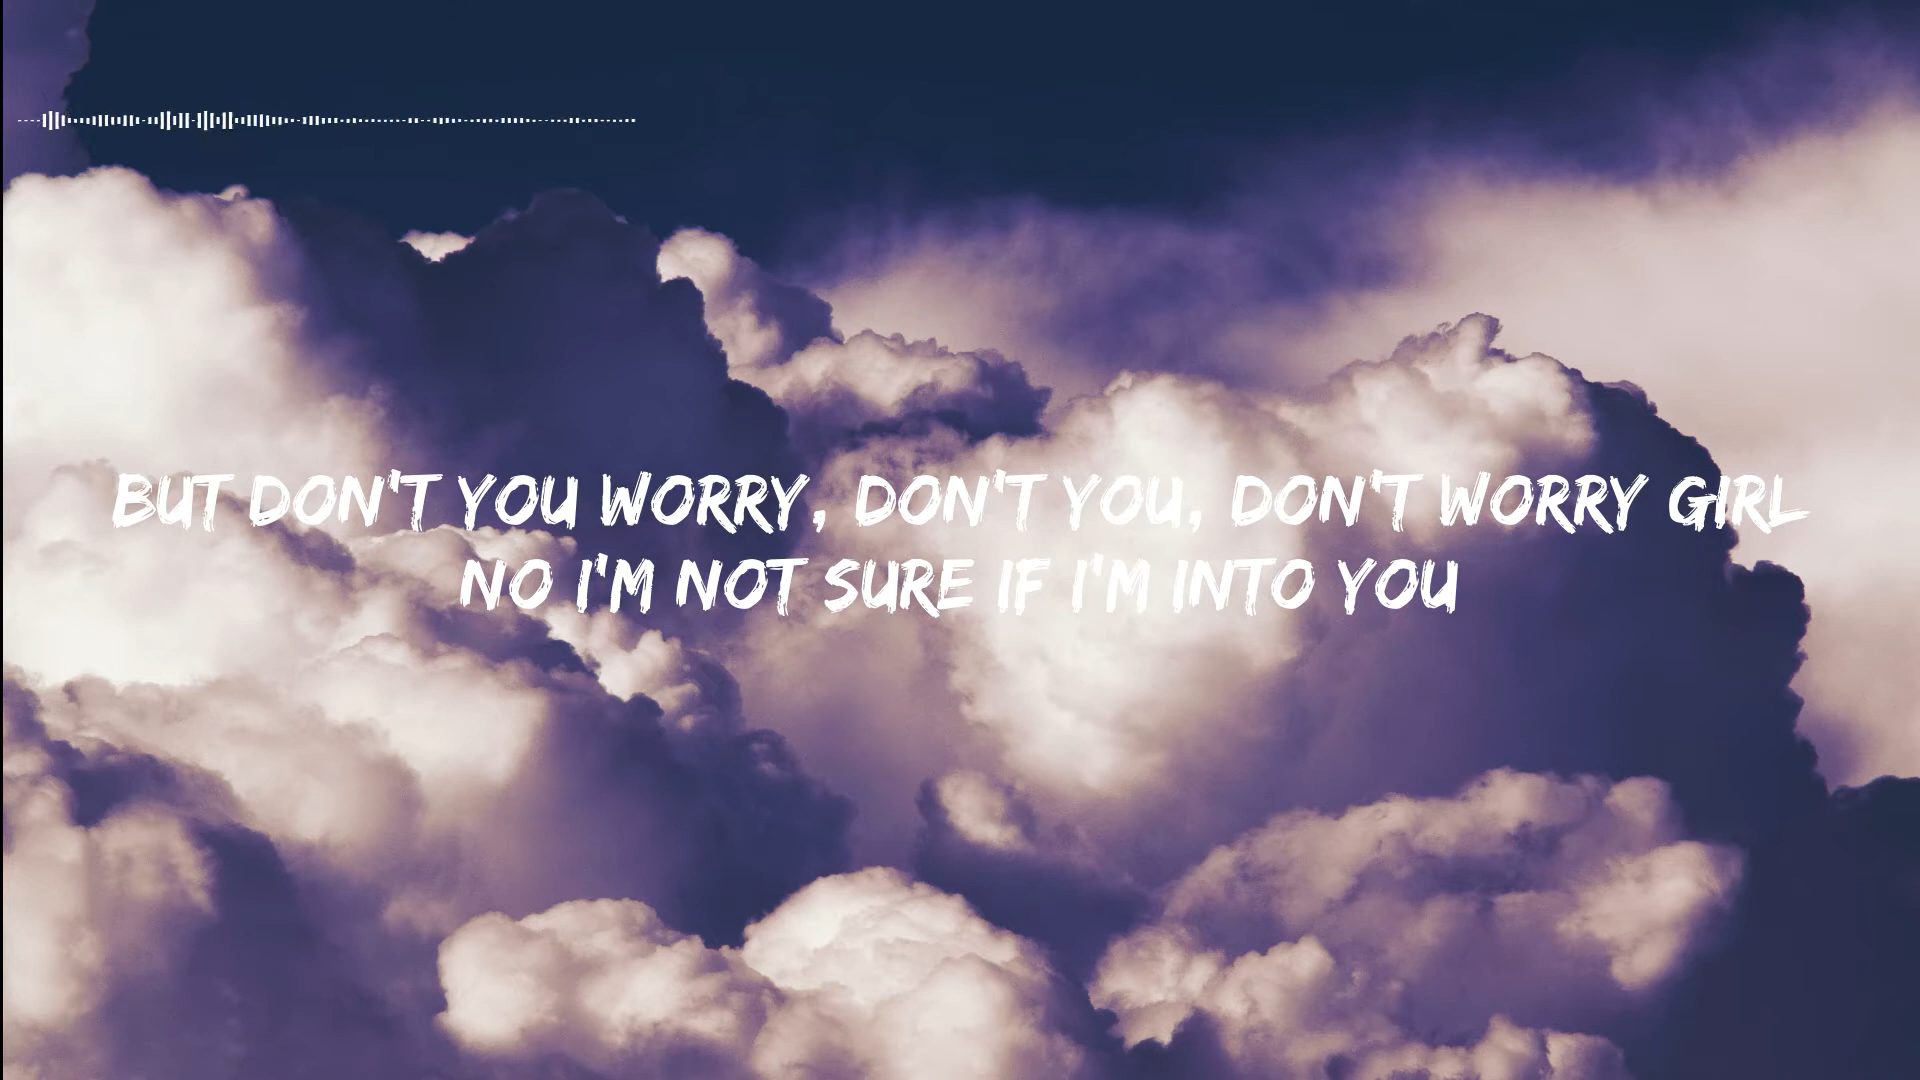 BUT DON'T YOU WORRY, DON'T YOU, DON'T WORRY GIRL
NO I'M NOT SURE IF I'M INTO YOU